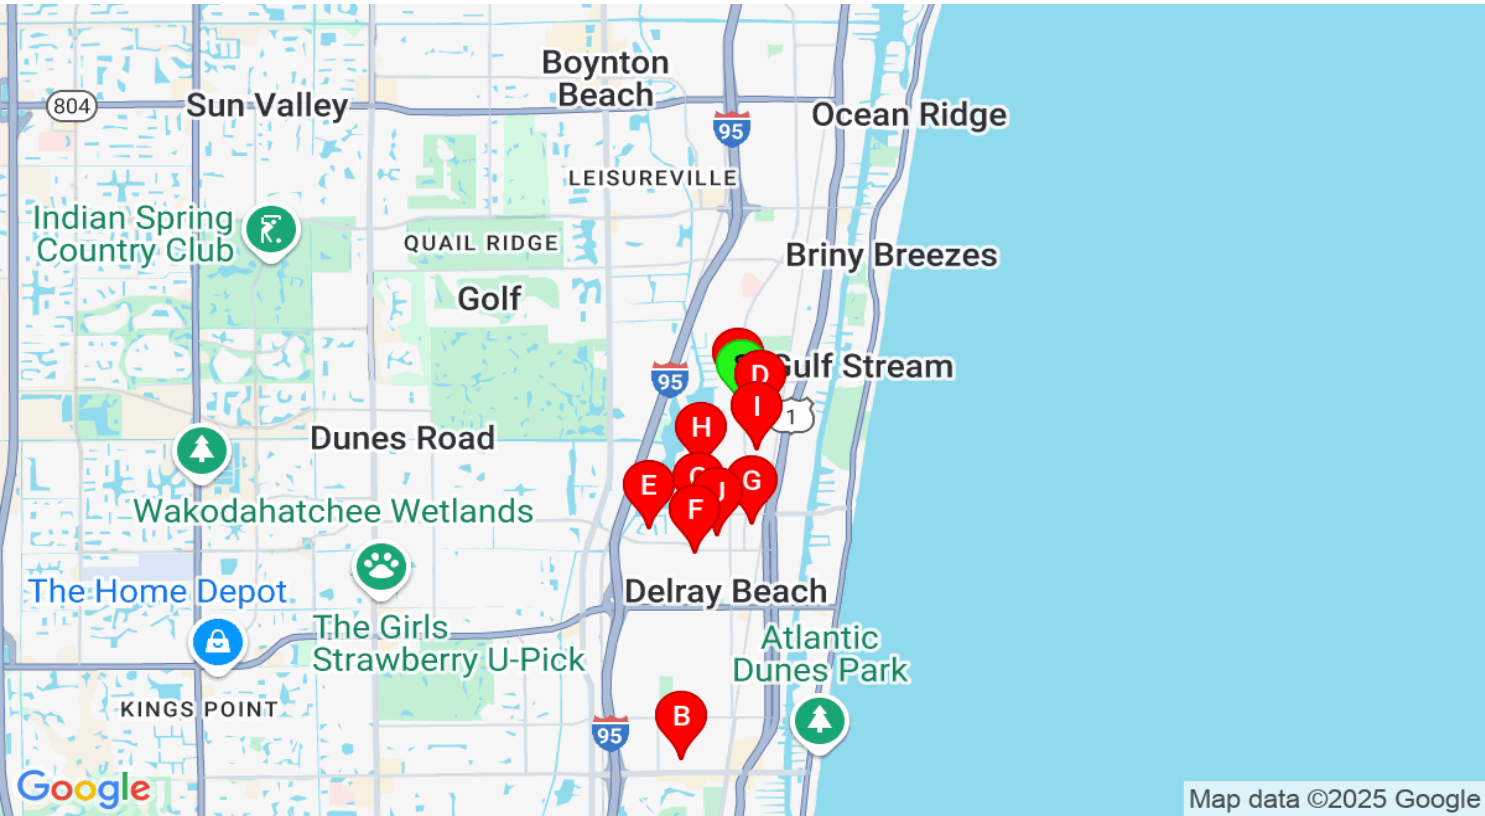 Boynton
Beach
804
Sun Valley
95
Ocean Ridge
LEISUREVILLE
Indian Spring
Country Club
QUAIL RIDGE
Briny Breezes
Golf
Gulf Stream
95
D
I
1
H
Dunes Road
E
G
J
F
Wakodahatchee Wetlands
The Home Depot
Delray Beach
The Girls
Strawberry U-Pick
Atlantic
Dunes Park
KINGS POINT
B
95
Google
Map data ©2025 Google